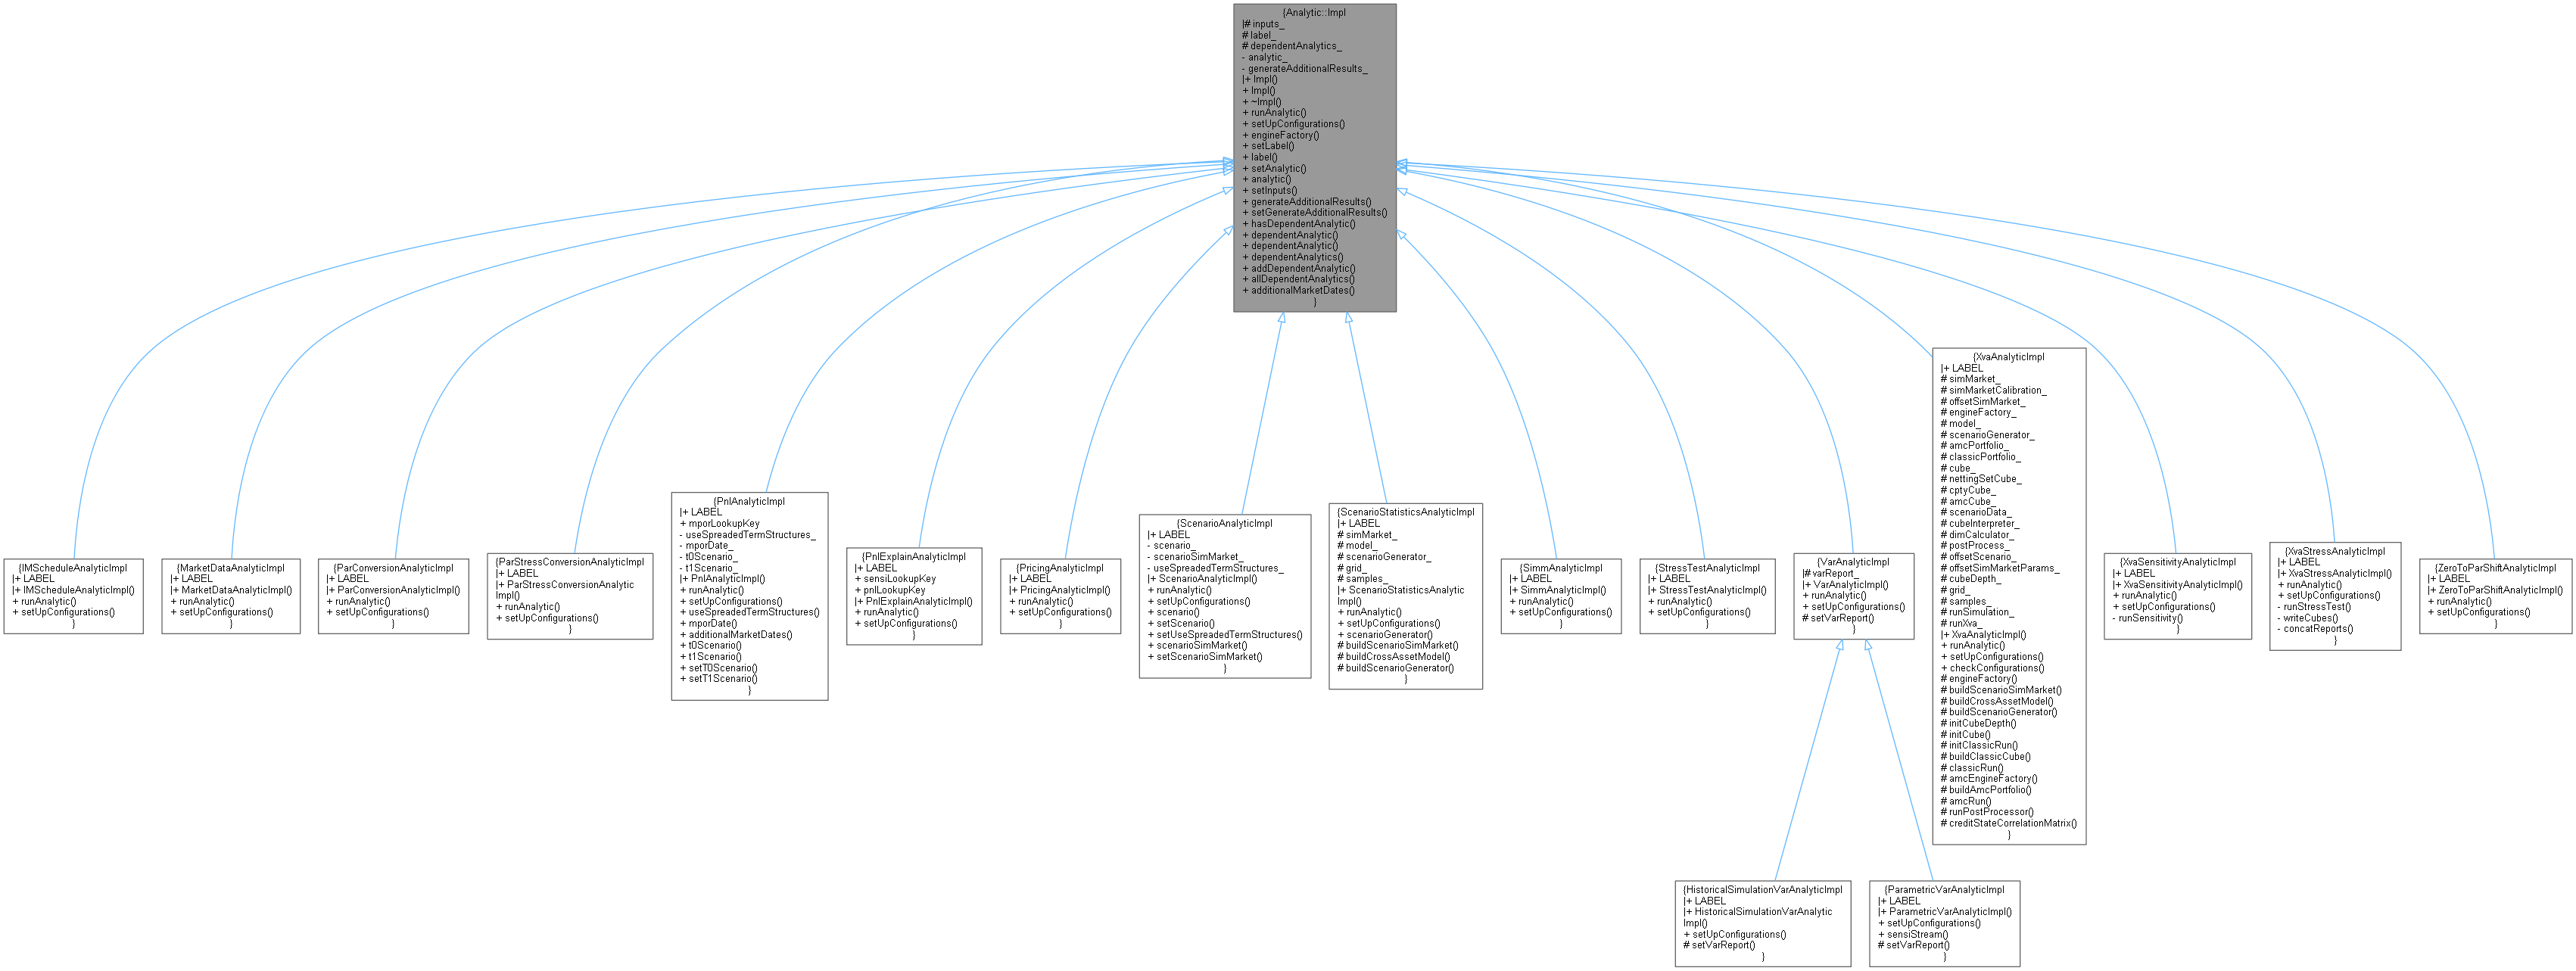 {Analytic::Impl
|# inputs_
# label_
# dependentAnalytics_
- analytic_
- generateAdditionalResults_
|+ Impl()
+ Impl()
+ ~Impl()
+ runAnalytic()
+ setUpConfigurations()
+ engineFactory()
+ setLabel()
+ label()
+ setAnalytic()
+ analytic()
+ setInputs()
+ generateAdditionalResults()
+ setGenerateAdditionalResults()
+ hasDependentAnalytic()
+ dependentAnalytic()
+ dependentAnalytic()
+ dependentAnalytics()
+ addDependentAnalytic()
+ allDependentAnalytics()
+ additionalMarketDates()
}
{IMScheduleAnalyticImpl
|+ LABEL
|+ IMScheduleAnalyticImpl()
+ runAnalytic()
+ setUpConfigurations()
}
{MarketDataAnalyticImpl
|+ LABEL
|+ MarketDataAnalyticImpl()
+ runAnalytic()
+ setUpConfigurations()
}
{ParConversionAnalyticImpl
|+ LABEL
|+ ParConversionAnalyticImpl()
+ runAnalytic()
+ setUpConfigurations()
}
{ParStressConversionAnalyticImpl
|+ LABEL
|+ ParStressConversionAnalytic
Impl()
+ runAnalytic()
+ setUpConfigurations()
}
{PnlAnalyticImpl
|+ LABEL
+ mporLookupKey
- useSpreadedTermStructures_
- mporDate_
- t0Scenario_
- t1Scenario_
|+ PnlAnalyticImpl()
+ runAnalytic()
+ setUpConfigurations()
+ useSpreadedTermStructures()
+ mporDate()
+ additionalMarketDates()
+ t0Scenario()
+ t1Scenario()
+ setT0Scenario()
+ setT1Scenario()
}
{PnlExplainAnalyticImpl
|+ LABEL
+ sensiLookupKey
+ pnlLookupKey
|+ PnlExplainAnalyticImpl()
+ runAnalytic()
+ setUpConfigurations()
}
{PricingAnalyticImpl
|+ LABEL
|+ PricingAnalyticImpl()
+ runAnalytic()
+ setUpConfigurations()
}
{ScenarioAnalyticImpl
|+ LABEL
- scenario_
- scenarioSimMarket_
- useSpreadedTermStructures_
|+ ScenarioAnalyticImpl()
+ runAnalytic()
+ setUpConfigurations()
+ scenario()
+ setScenario()
+ setUseSpreadedTermStructures()
+ scenarioSimMarket()
+ setScenarioSimMarket()
}
{ScenarioStatisticsAnalyticImpl
|+ LABEL
# simMarket_
# model_
# scenarioGenerator_
# grid_
# samples_
|+ ScenarioStatisticsAnalytic
Impl()
+ runAnalytic()
+ setUpConfigurations()
+ scenarioGenerator()
# buildScenarioSimMarket()
# buildCrossAssetModel()
# buildScenarioGenerator()
}
{SimmAnalyticImpl
|+ LABEL
|+ SimmAnalyticImpl()
+ runAnalytic()
+ setUpConfigurations()
}
{StressTestAnalyticImpl
|+ LABEL
|+ StressTestAnalyticImpl()
+ runAnalytic()
+ setUpConfigurations()
}
{VarAnalyticImpl
|# varReport_
|+ VarAnalyticImpl()
+ runAnalytic()
+ setUpConfigurations()
# setVarReport()
}
{XvaAnalyticImpl
|+ LABEL
# simMarket_
# simMarketCalibration_
# offsetSimMarket_
# engineFactory_
# model_
# scenarioGenerator_
# amcPortfolio_
# classicPortfolio_
# cube_
# nettingSetCube_
# cptyCube_
# amcCube_
# scenarioData_
# cubeInterpreter_
# dimCalculator_
# postProcess_
# offsetScenario_
# offsetSimMarketParams_
# cubeDepth_
# grid_
# samples_
# runSimulation_
# runXva_
|+ XvaAnalyticImpl()
+ runAnalytic()
+ setUpConfigurations()
+ checkConfigurations()
# engineFactory()
# buildScenarioSimMarket()
# buildCrossAssetModel()
# buildScenarioGenerator()
# initCubeDepth()
# initCube()
# initClassicRun()
# buildClassicCube()
# classicRun()
# amcEngineFactory()
# buildAmcPortfolio()
# amcRun()
# runPostProcessor()
# creditStateCorrelationMatrix()
}
{XvaSensitivityAnalyticImpl
|+ LABEL
|+ XvaSensitivityAnalyticImpl()
+ runAnalytic()
+ setUpConfigurations()
- runSensitivity()
}
{XvaStressAnalyticImpl
|+ LABEL
|+ XvaStressAnalyticImpl()
+ runAnalytic()
+ setUpConfigurations()
- runStressTest()
- writeCubes()
- concatReports()
}
{ZeroToParShiftAnalyticImpl
|+ LABEL
|+ ZeroToParShiftAnalyticImpl()
+ runAnalytic()
+ setUpConfigurations()
}
{HistoricalSimulationVarAnalyticImpl
|+ LABEL
|+ HistoricalSimulationVarAnalytic
Impl()
+ setUpConfigurations()
# setVarReport()
}
{ParametricVarAnalyticImpl
|+ LABEL
|+ ParametricVarAnalyticImpl()
+ setUpConfigurations()
+ sensiStream()
# setVarReport()
}